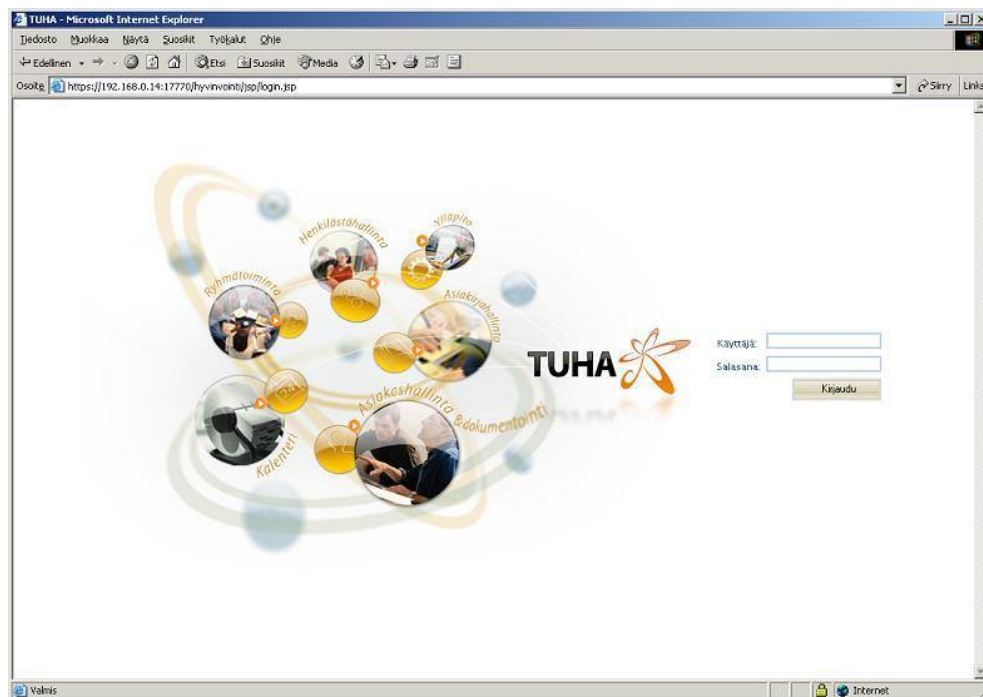 TUHA - Microsoft Internet Explorer
Tiedosto Muokkaa Näytä Suosikit Työkalut Ohje
Edellinen Etsi Suosikit Media
Osoite https://192.168.0.14:17770/hyvinvointi/jsp/login.jsp Siirry Links
Henkilöstöhallinta
Ylläpito
Ryhmätoiminta
Asiakirjahallinta
TUHA
Käyttäjä:
Salasana:
Kirjaudu
Asiakashallinta & dokumentointi
Kalenteri
24
Valmis Internet